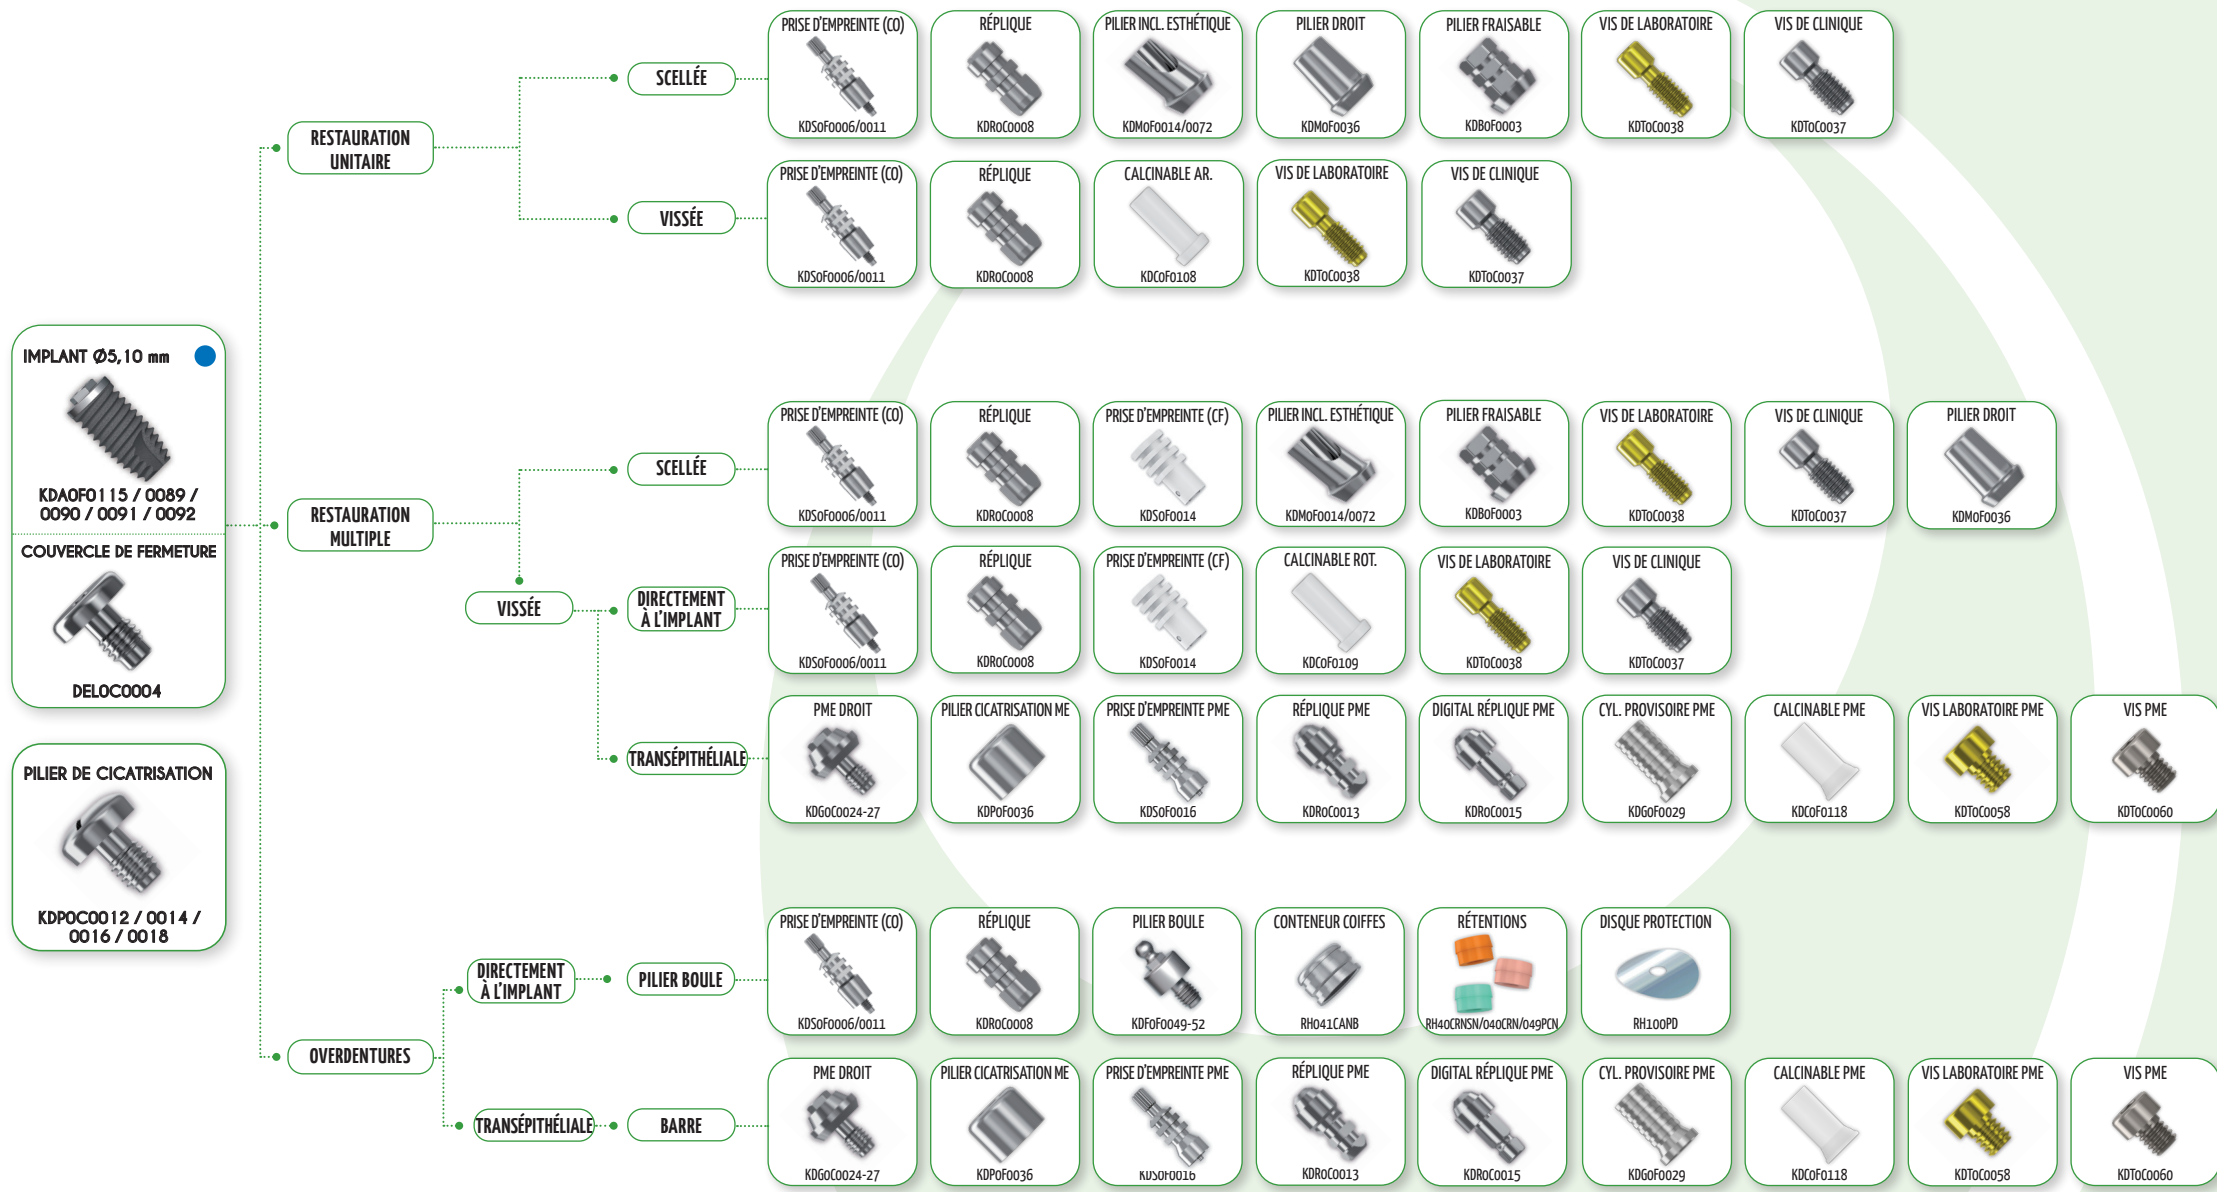 IMPLANT Ø5,10 mm
KDA0F0115 / 0089 /
0090 / 0091 / 0092
COUVERCLE DE FERMETURE
DEL0C0004
PILIER DE CICATRISATION
KDP0C0012 / 0014 /
0016 / 0018
RESTAURATION
UNITAIRE
SCELLÉE
PRISE D'EMPREINTE (CO)
KDS0F0006/0011
RÉPLIQUE
KDR0C0008
PILIER INCL. ESTHÉTIQUE
KDM0F0014/0072
PILIER DROIT
KDM0F0036
PILIER FRAISABLE
KDB0F0003
VIS DE LABORATOIRE
KDT0C0038
VIS DE CLINIQUE
KDT0C0037
VISSÉE
PRISE D'EMPREINTE (CO)
KDS0F0006/0011
RÉPLIQUE
KDR0C0008
CALCINABLE AR.
KDC0F0108
VIS DE LABORATOIRE
KDT0C0038
VIS DE CLINIQUE
KDT0C0037
RESTAURATION
MULTIPLE
SCELLÉE
PRISE D'EMPREINTE (CO)
KDS0F0006/0011
RÉPLIQUE
KDR0C0008
PRISE D'EMPREINTE (CF)
KDS0F0014
PILIER INCL. ESTHÉTIQUE
KDM0F0014/0072
PILIER FRAISABLE
KDB0F0003
VIS DE LABORATOIRE
KDT0C0038
VIS DE CLINIQUE
KDT0C0037
PILIER DROIT
KDM0F0036
VISSÉE
DIRECTEMENT
À L'IMPLANT
PRISE D'EMPREINTE (CO)
KDS0F0006/0011
RÉPLIQUE
KDR0C0008
PRISE D'EMPREINTE (CF)
KDS0F0014
CALCINABLE ROT.
KDC0F0109
VIS DE LABORATOIRE
KDT0C0038
VIS DE CLINIQUE
KDT0C0037
TRANSÉPITHÉLIALE
PME DROIT
KDG0C0024-27
PILIER CICATRISATION ME
KDP0F0036
PRISE D'EMPREINTE PME
KDS0F0016
RÉPLIQUE PME
KDR0C0013
DIGITAL RÉPLIQUE PME
KDR0C0015
CYL. PROVISOIRE PME
KDG0F0029
CALCINABLE PME
KDC0F0118
VIS LABORATOIRE PME
KDT0C0058
VIS PME
KDT0C0060
OVERDENTURES
DIRECTEMENT
À L'IMPLANT
PILIER BOULE
PRISE D'EMPREINTE (CO)
KDS0F0006/0011
RÉPLIQUE
KDR0C0008
PILIER BOULE
KDF0F0049-52
CONTENEUR COIFFES
RH041CANB
RÉTENTIONS
RH40CRNSN/040CRN/049PCN
DISQUE PROTECTION
RH100PD
TRANSÉPITHÉLIALE
BARRE
PME DROIT
KDG0C0024-27
PILIER CICATRISATION ME
KDP0F0036
PRISE D'EMPREINTE PME
KDS0F0016
RÉPLIQUE PME
KDR0C0013
DIGITAL RÉPLIQUE PME
KDR0C0015
CYL. PROVISOIRE PME
KDG0F0029
CALCINABLE PME
KDC0F0118
VIS LABORATOIRE PME
KDT0C0058
VIS PME
KDT0C0060